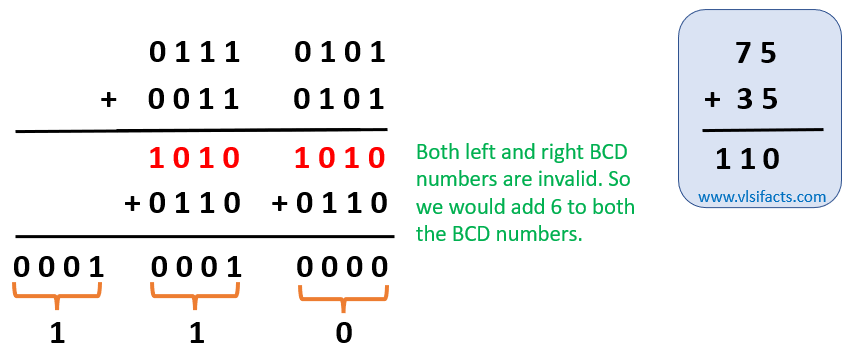 0111 0101
+ 0011 0101
1010 1010
+0110 +0110
0001 0001 0000
1 1 0
Both left and right BCD
numbers are invalid. So
we would add 6 to both
the BCD numbers.
75
+ 35
110
www.vlsifacts.com